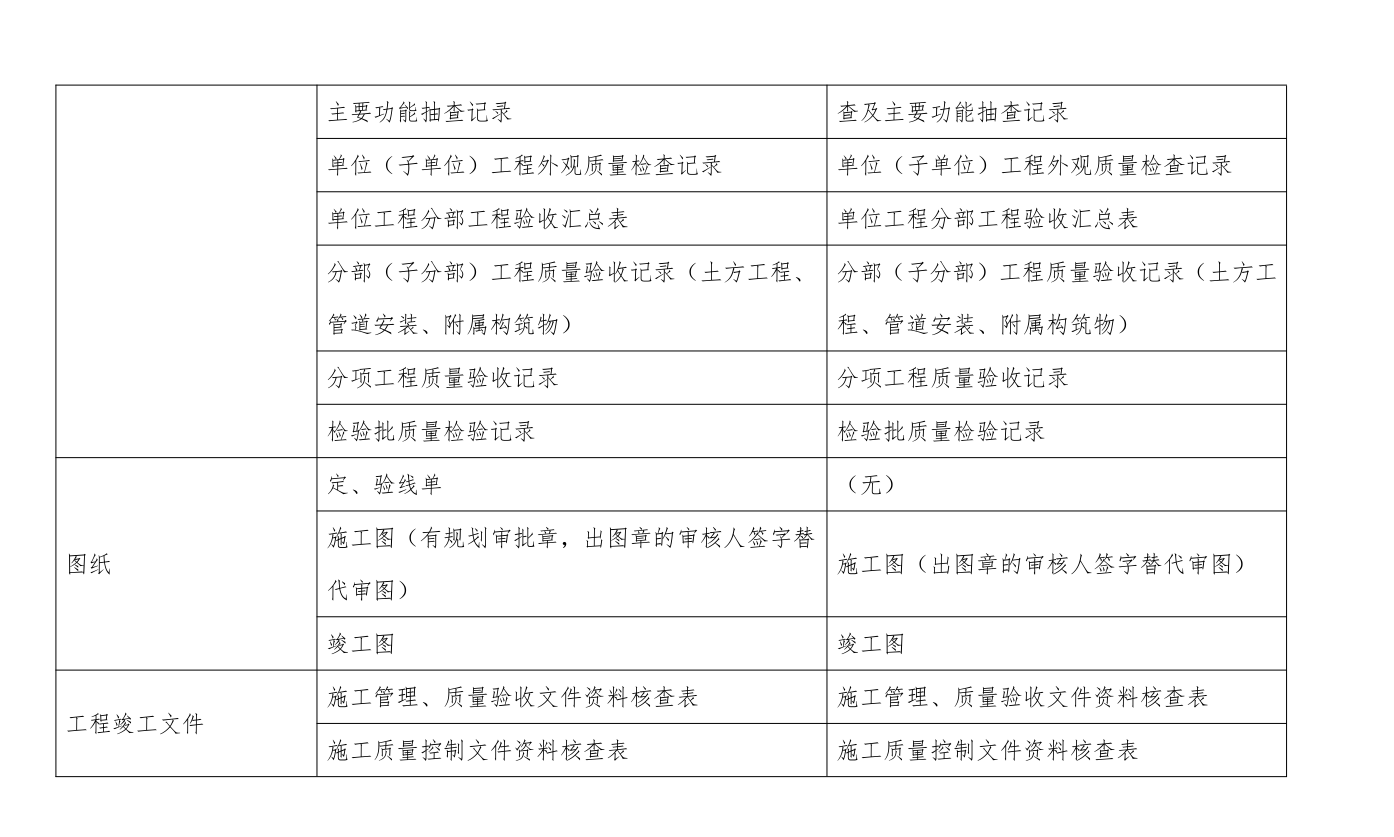 主要功能抽查记录
查及主要功能抽查记录
单位（子单位）工程外观质量检查记录
单位（子单位）工程外观质量检查记录
单位工程分部工程验收汇总表
单位工程分部工程验收汇总表
分部（子分部）工程质量验收记录（土方工程、
管道安装、附属构筑物）
分部（子分部）工程质量验收记录（土方工
程、管道安装、附属构筑物）
分项工程质量验收记录
分项工程质量验收记录
检验批质量检验记录
检验批质量检验记录
图纸
定、验线单
（无）
施工图（有规划审批章，出图章的审核人签字替
代审图）
施工图（出图章的审核人签字替代审图）
竣工图
竣工图
工程竣工文件
施工管理、质量验收文件资料核查表
施工管理、质量验收文件资料核查表
施工质量控制文件资料核查表
施工质量控制文件资料核查表